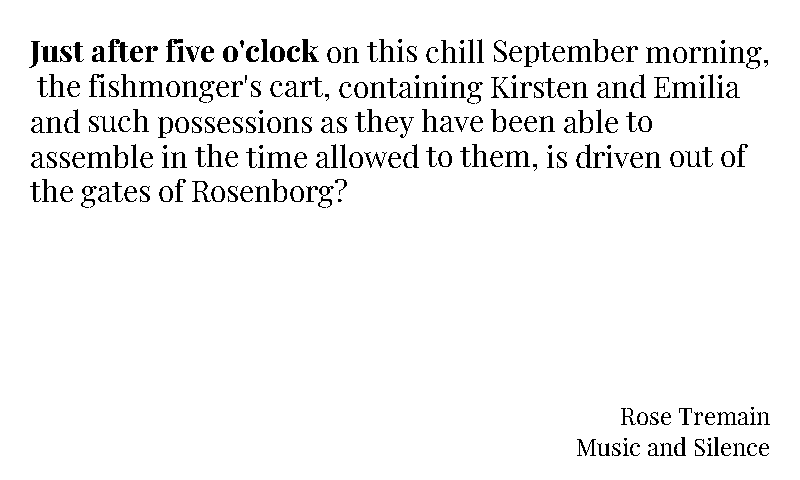 Just after five o'clock on this chill September morning,
the fishmonger's cart, containing Kirsten and Emilia
and such possessions as they have been able to
assemble in the time allowed to them, is driven out of
the gates of Rosenborg?
Rose Tremain
Music and Silence